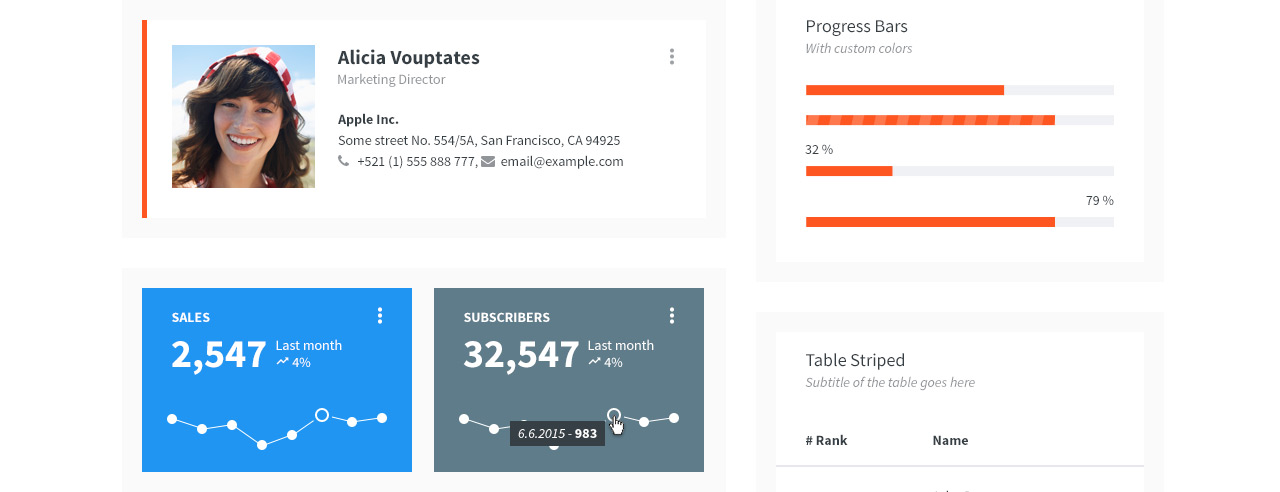 Alicia Vouptates
Marketing Director
Apple Inc.
Some street No. 554/5A, San Francisco, CA 94925
+521 (1) 555 888 777, email@example.com
SALES
2,547 Last month
4%
SUBSCRIBERS
32,547 Last month
4%
6.6.2015 - 983
Progress Bars
With custom colors
32 %
79 %
Table Striped
Subtitle of the table goes here
# Rank Name